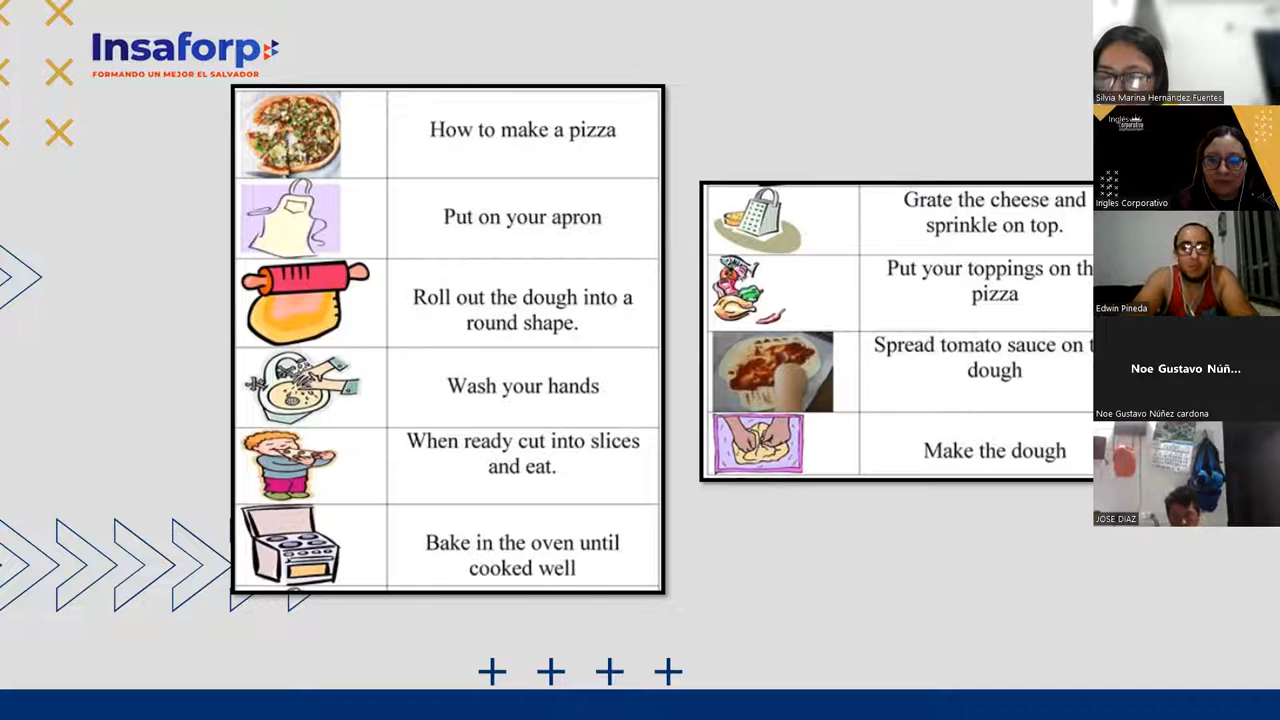 Insaforp
FORMANDO UN MEJOR EL SALVADOR
How to make a pizza
Put on your apron
Roll out the dough into a
round shape.
Wash your hands
When ready cut into slices
and eat.
Bake in the oven until
cooked well
Grate the cheese and
sprinkle on top.
Put your toppings on th
pizza
Spread tomato sauce on t
dough
Make the dough
Silvia Marina Hernández Fuentes
Inglés
Corporativo
Ingles Corporativo
Edwin Pineda
Noe Gustavo Núñ...
Noe Gustavo Núñez cardona
JOSE DIAZ